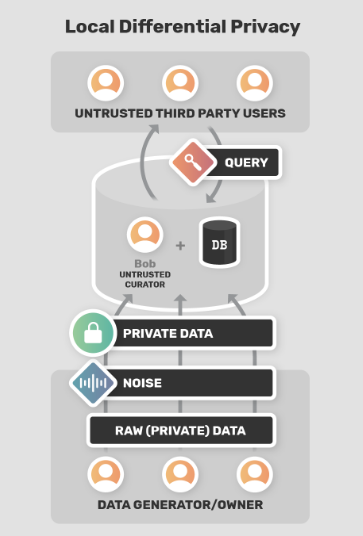 Local Differential Privacy
UNTRUSTED THIRD PARTY USERS
QUERY
DB
+
Bob
UNTRUSTED
CURATOR
PRIVATE DATA
NOISE
RAW (PRIVATE) DATA
DATA GENERATOR/OWNER